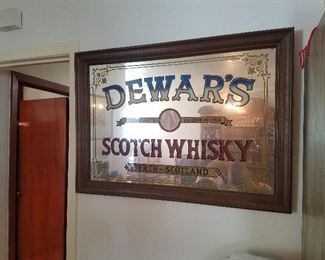 DEWAR'S
SCOTCH WHISKY
PERTH - SCOTLAND